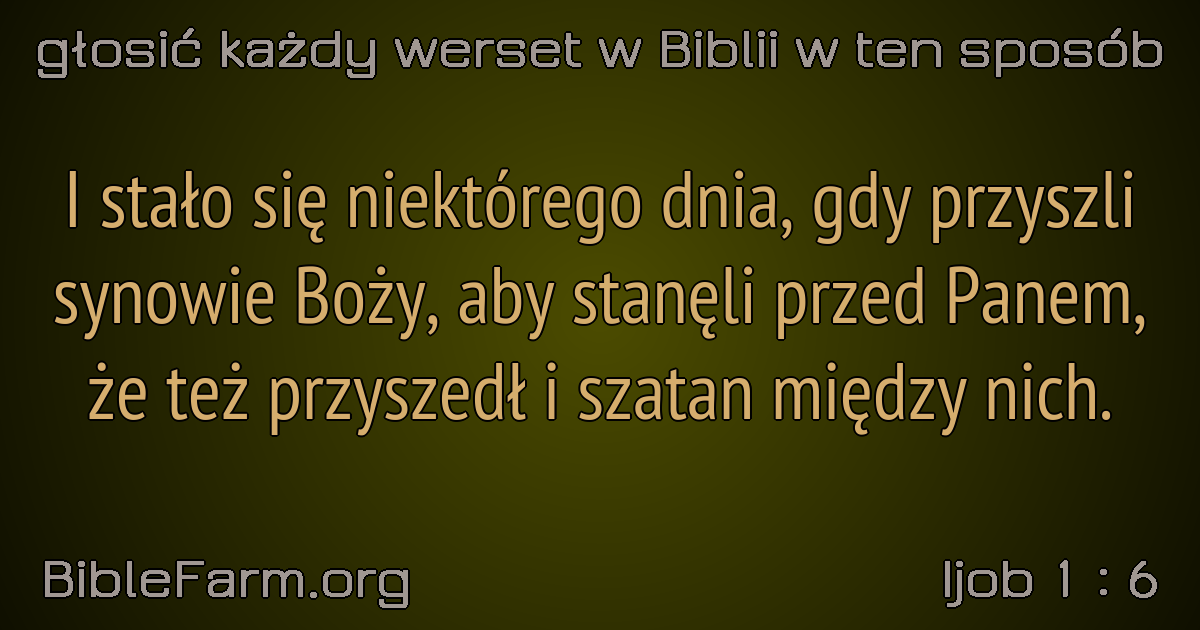 głosić każdy werset w Biblii w ten sposób
I stało się niektórego dnia, gdy przyszli
synowie Boży, aby stanęli przed Panem,
że też przyszedł i szatan między nich.
BibleFarm.org
Ijob 1 : 6